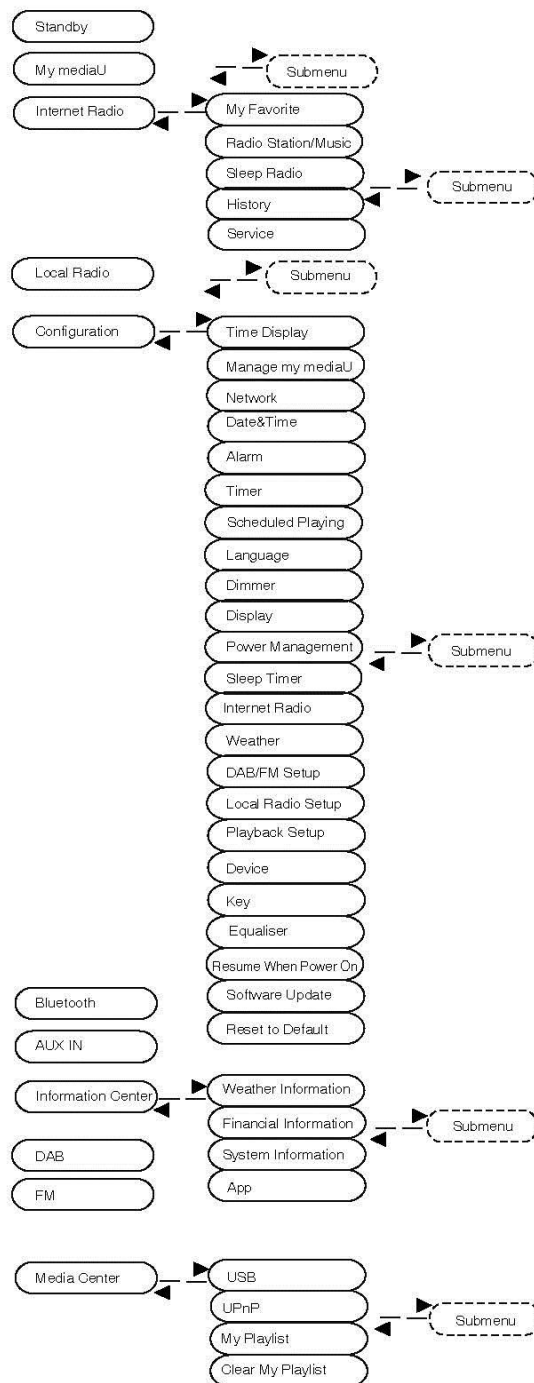 Standby
My mediaU
Submenu
Internet Radio
My Favorite
Radio Station/Music
Sleep Radio
Submenu
History
Service
Local Radio
Submenu
Configuration
Time Display
Manage my mediaU
Network
Date&Time
Alarm
Timer
Scheduled Playing
Language
Dimmer
Display
Power Management
Submenu
Sleep Timer
Internet Radio
Weather
DAB/FM Setup
Local Radio Setup
Playback Setup
Device
Key
Equaliser
Resume When Power On
Software Update
Bluetooth
Reset to Default
AUX IN
Information Center
Weather Information
Financial Information
Submenu
System Information
DAB
App
FM
Media Center
USB
UPnP
Submenu
My Playlist
Clear My Playlist